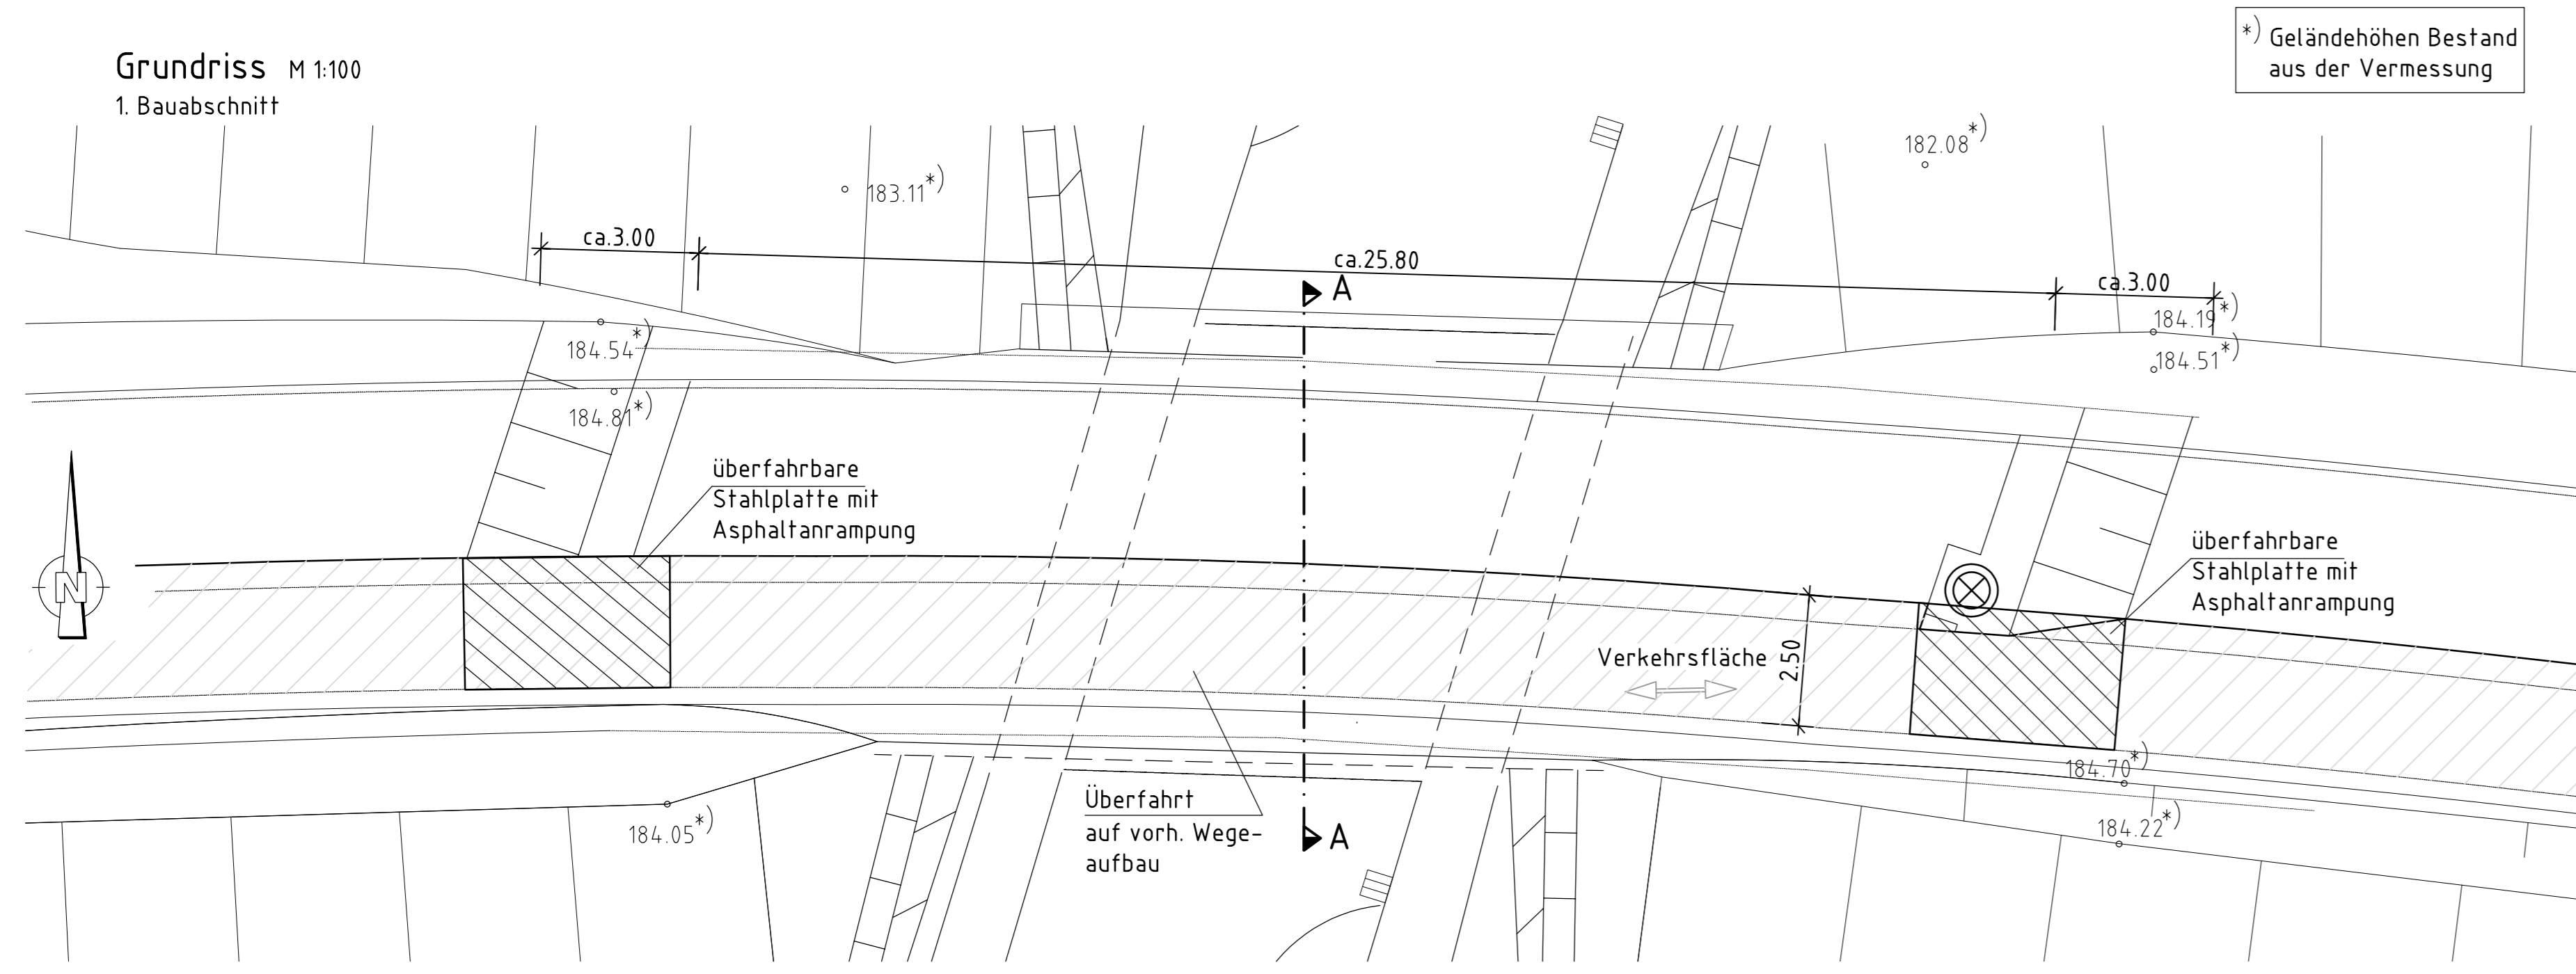 Grundriss M 1:100
1. Bauabschnitt
*) Geländehöhen Bestand
aus der Vermessung
182.08*)
183.11*)
ca.3.00
ca.25.80
ca.3.00
A
184.19*)
184.54*)
184.51*)
184.81*)
überfahrbare
Stahlplatte mit
Asphaltanrampung
überfahrbare
Stahlplatte mit
Asphaltanrampung
N
Verkehrsfläche
2.50
184.70*)
Überfahrt
auf vorh. Wege-
aufbau
A
184.05*)
184.22*)